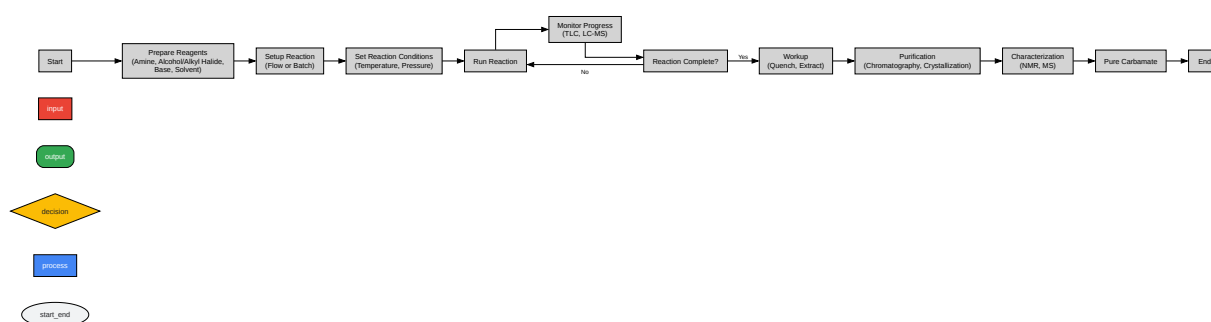 Start
Prepare Reagents
(Amine, Alcohol/Alkyl Halide,
Base, Solvent)
Setup Reaction
(Flow or Batch)
Set Reaction Conditions
(Temperature, Pressure)
Run Reaction
Monitor Progress
(TLC, LC-MS)
Reaction Complete?
No
Yes
Workup
(Quench, Extract)
Purification
(Chromatography, Crystallization)
Characterization
(NMR, MS)
Pure Carbamate
End
input
output
decision
process
start_end